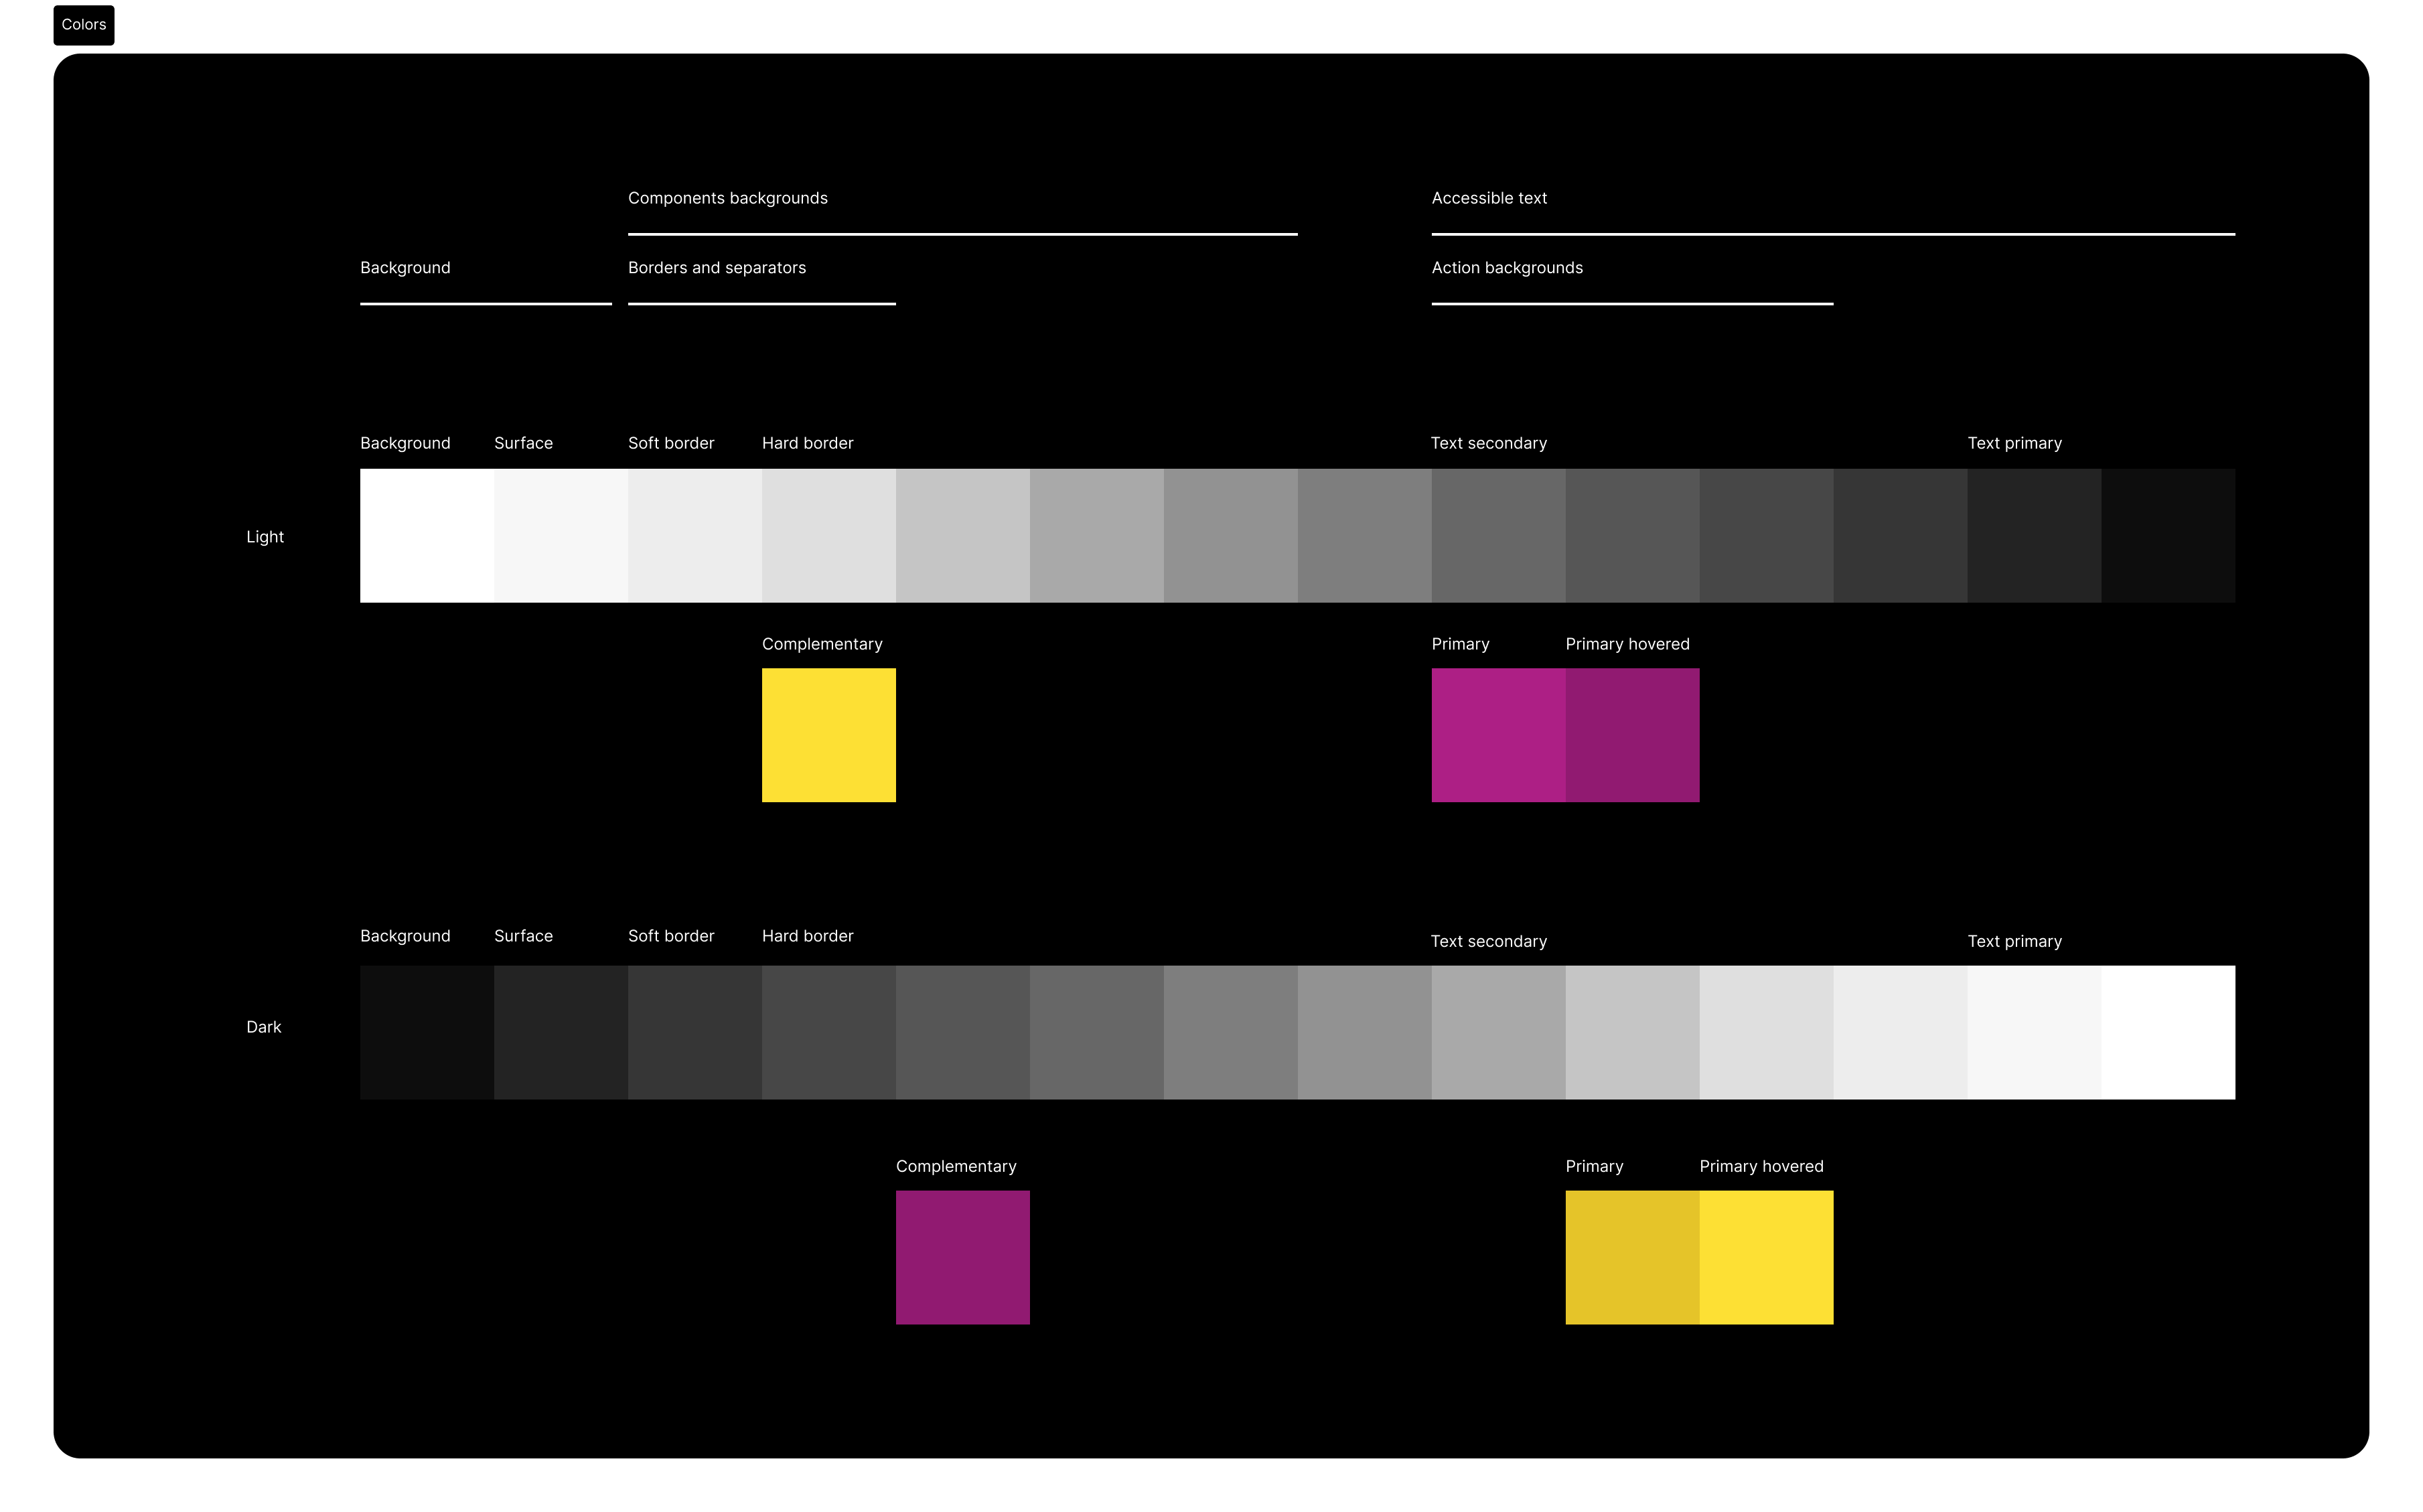 Colors
Components backgrounds
Accessible text
Background
Borders and separators
Action backgrounds
Background
Surface
Soft border
Hard border
Text secondary
Text primary
Light
Complementary
Primary
Primary hovered
Background
Surface
Soft border
Hard border
Text secondary
Text primary
Dark
Complementary
Primary
Primary hovered